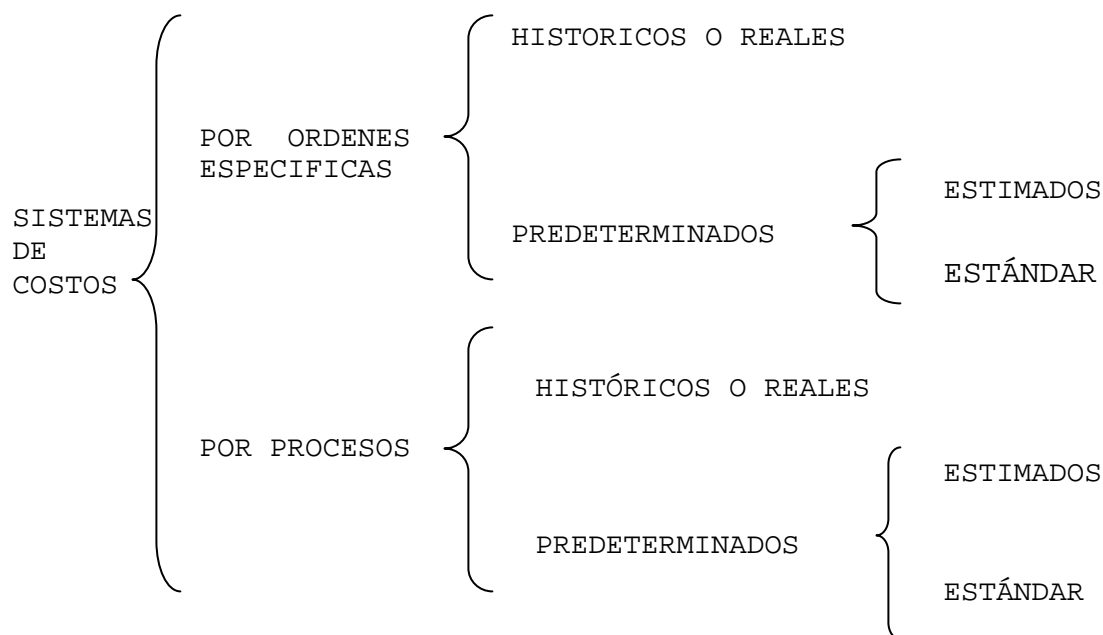 SISTEMAS
DE
COSTOS
POR ORDENES
ESPECIFICAS
HISTORICOS O REALES
PREDETERMINADOS
ESTIMADOS
ESTÁNDAR
POR PROCESOS
HISTÓRICOS O REALES
PREDETERMINADOS
ESTIMADOS
ESTÁNDAR